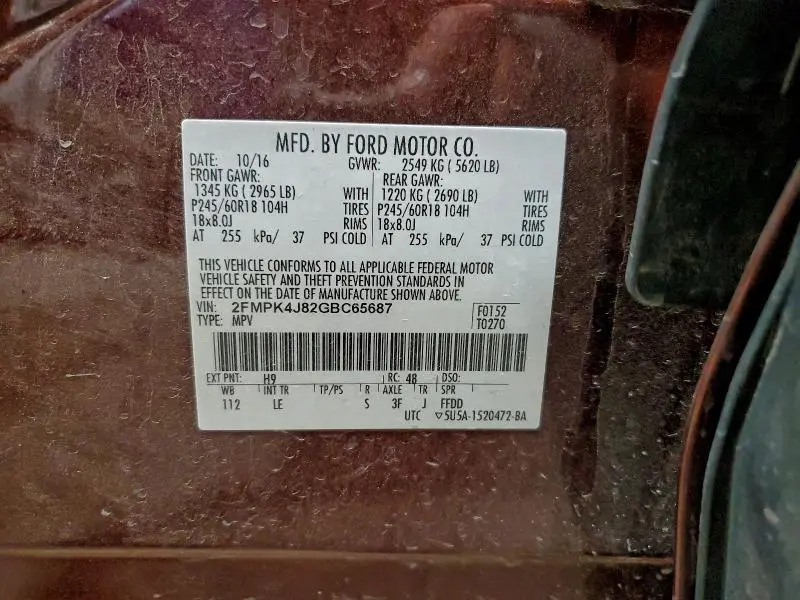 MFD. BY FORD MOTOR CO.
DATE: 10/16 GVWR: 2549 KG ( 5620 LB)
FRONT GAWR: REAR GAWR:
1345 KG ( 2965 LB) WITH 1220 KG ( 2690 LB) WITH
P245/60R18 104H TIRES P245/60R18 104H TIRES
18x8.0J RIMS 18x8.0J RIMS
AT 255 kPa/ 37 PSI COLD AT 255 kPa/ 37 PSI COLD
THIS VEHICLE CONFORMS TO ALL APPLICABLE FEDERAL MOTOR
VEHICLE SAFETY AND THEFT PREVENTION STANDARDS IN
EFFECT ON THE DATE OF MANUFACTURE SHOWN ABOVE.
VIN: 2FMPK4J82GBC65687 F0152
TYPE: MPV T0270
EXT PNT: H9 RC: 48 DSO:
WB INT TR TP/PS R AXLE TR SPR
112 LE S 3F J FFDD
UTC ▽5U5A-1520472-BA